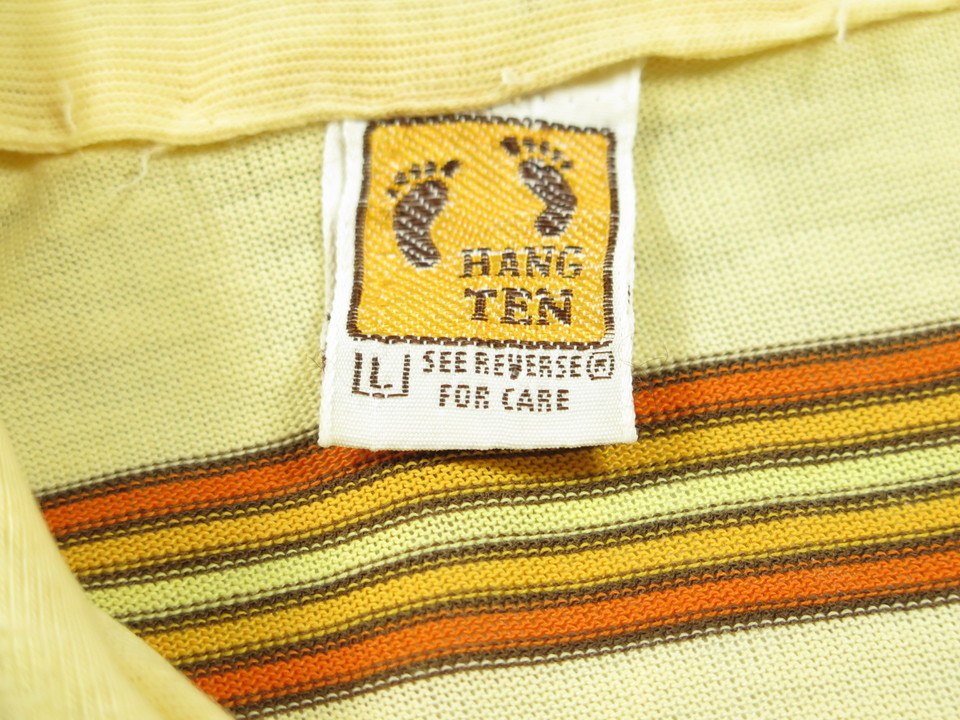 HANG
TEN
L SEE REVERSE ®
FOR CARE